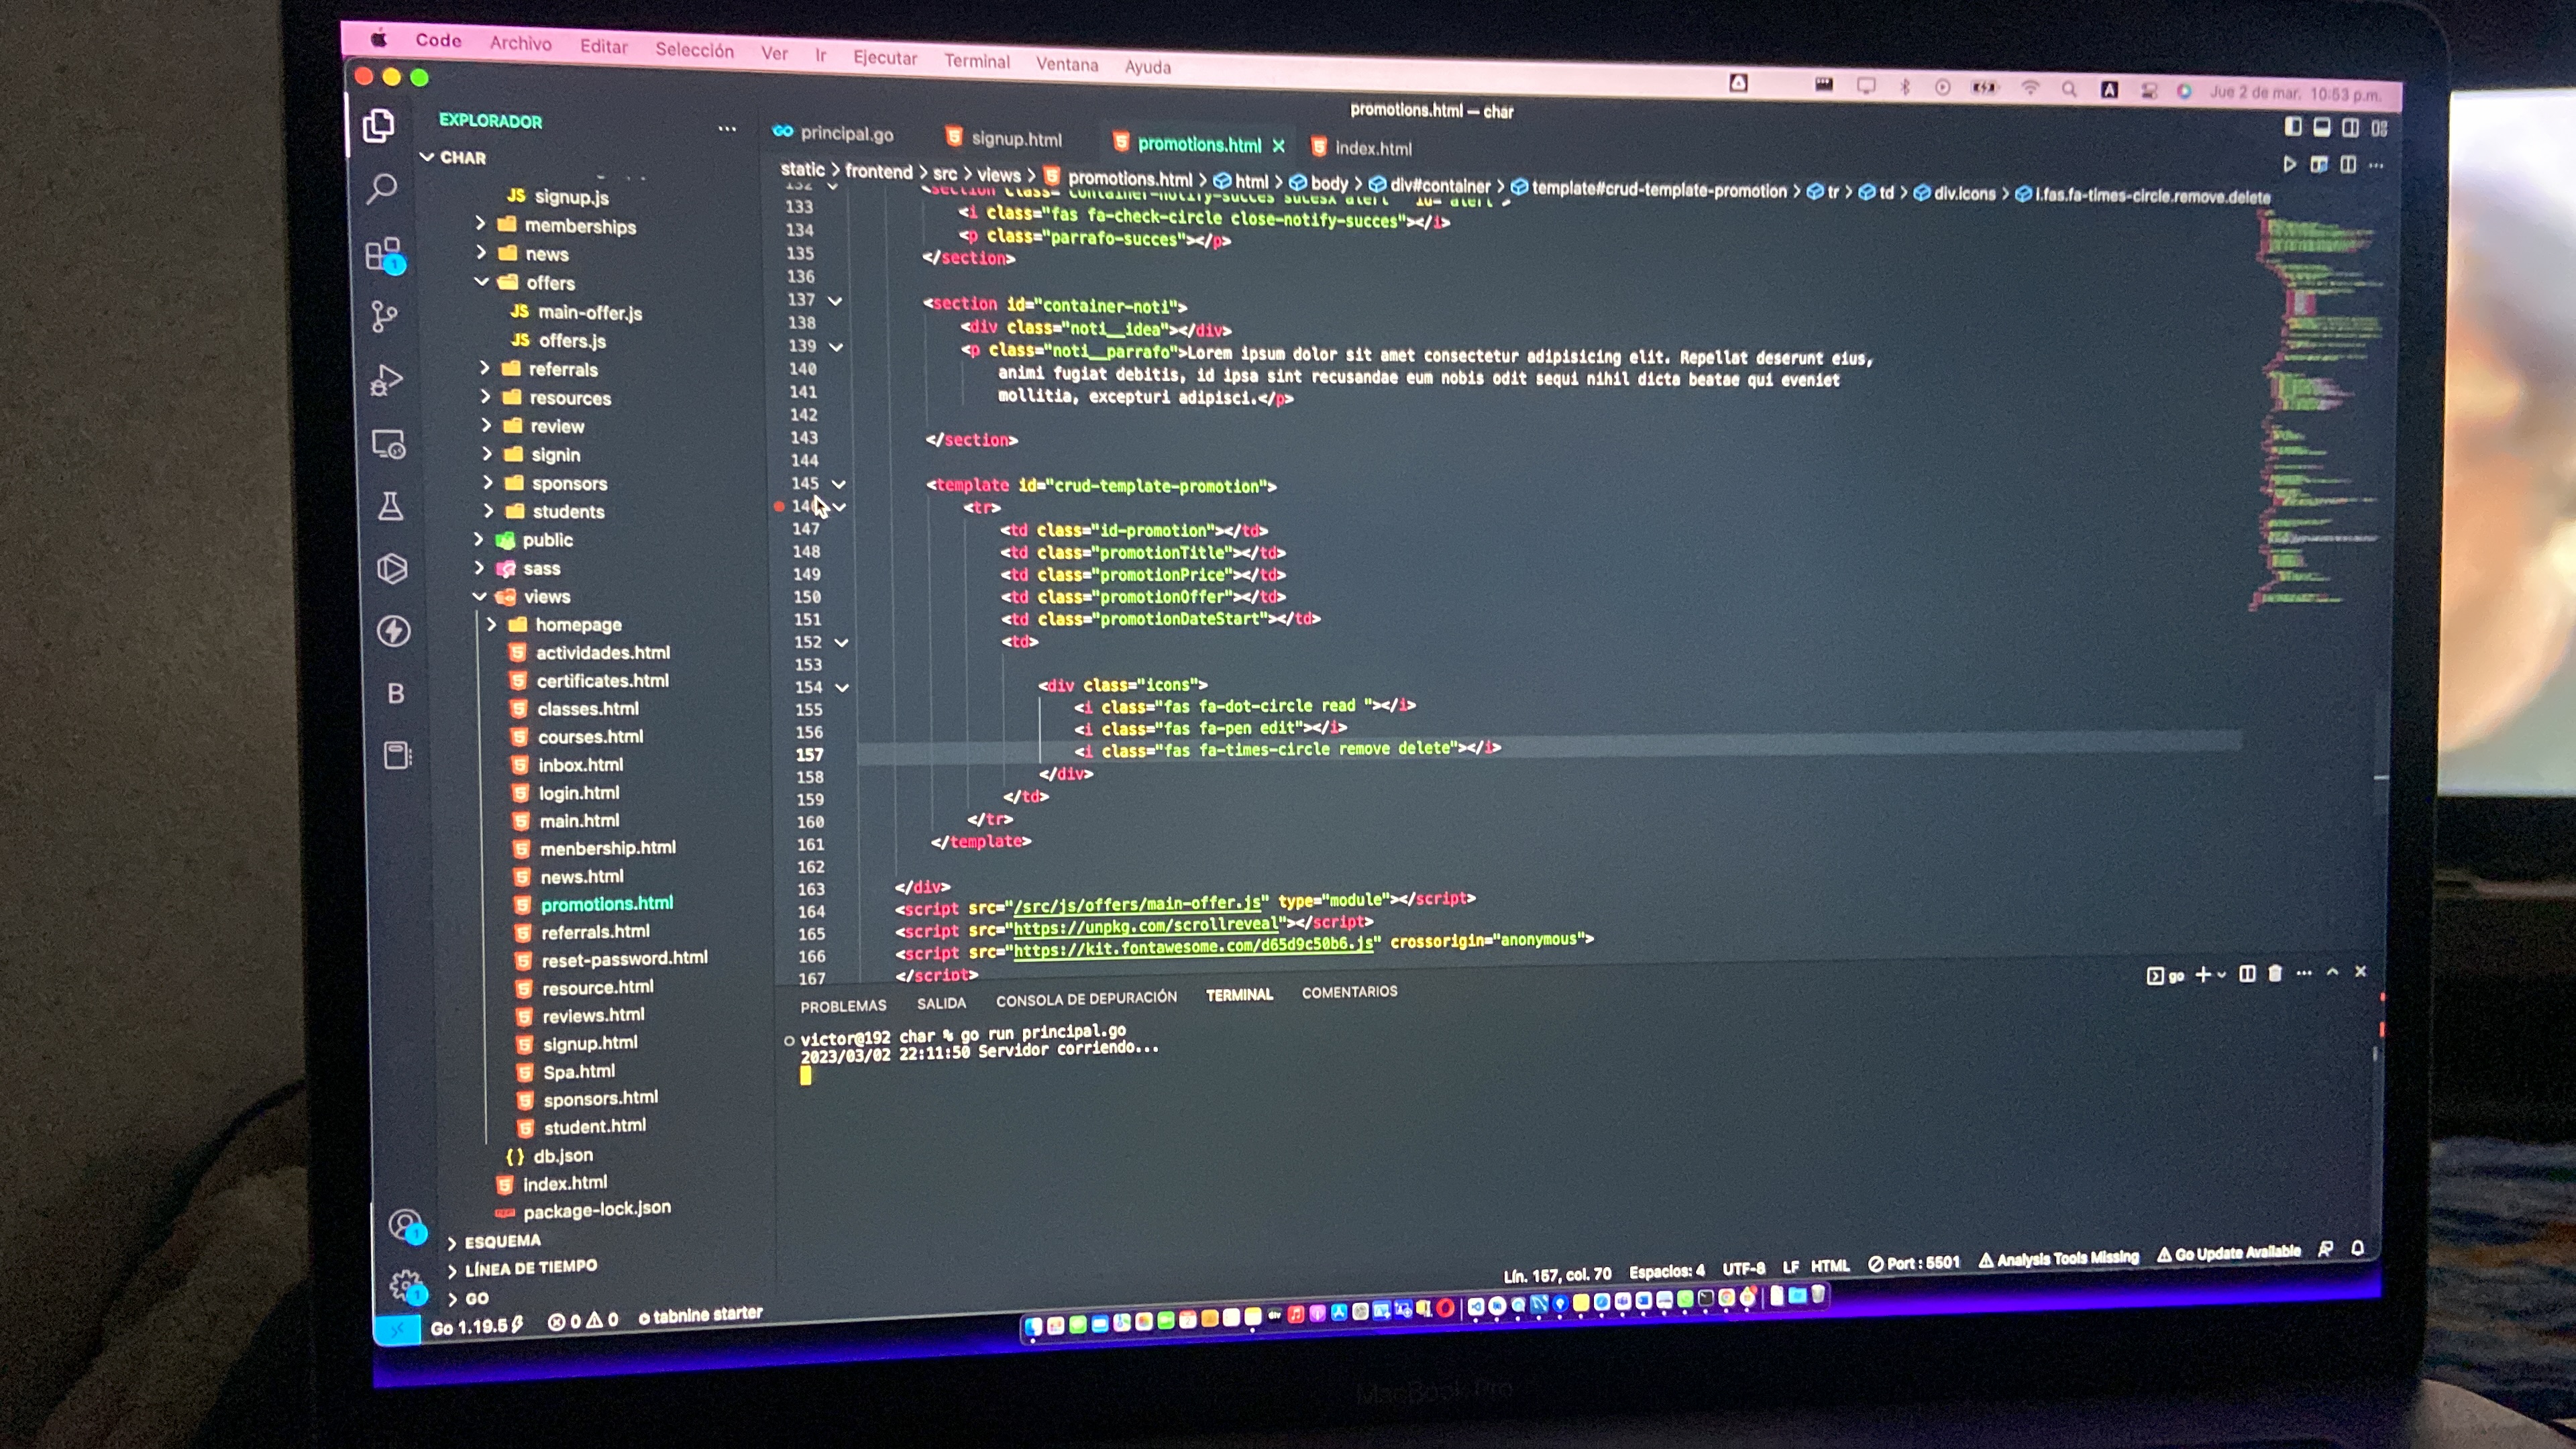 Code Archivo Editar Selección Ver Ir Ejecutar Terminal Ventana Ayuda
Jue 2 de mar. 10:53 p.m.
promotions.html — char
EXPLORADOR
principal.go signup.html promotions.html index.html
CHAR
static > frontend > src > views > promotions.html > html > body > div#container > template#crud-template-promotion > tr > td > div.icons > i.fas.fa-times-circle.remove.delete
signup.js
memberships
news
offers
main-offer.js
offers.js
referrals
resources
review
signin
sponsors
students
public
sass
views
homepage
actividades.html
certificates.html
classes.html
courses.html
inbox.html
login.html
main.html
menbership.html
news.html
promotions.html
referrals.html
reset-password.html
resource.html
reviews.html
signup.html
Spa.html
sponsors.html
student.html
db.json
index.html
package-lock.json
ESQUEMA
LÍNEA DE TIEMPO
GO
132 <section class="container-notify-succes
133 <i class="fas fa-check-circle close-notify-succes"></i>
134 <p class="parrafo-succes"></p>
135 </section>
136
137 <section id="container-noti">
138 <div class="noti__idea"></div>
139 <p class="noti__parrafo">Lorem ipsum dolor sit amet consectetur adipisicing elit. Repellat deserunt eius,
140 animi fugiat debitis, id ipsa sint recusandae eum nobis odit sequi nihil dicta beatae qui eveniet
141 mollitia, excepturi adipisci.</p>
142
143 </section>
144
145 <template id="crud-template-promotion">
146 <tr>
147 <td class="id-promotion"></td>
148 <td class="promotionTitle"></td>
149 <td class="promotionPrice"></td>
150 <td class="promotionOffer"></td>
151 <td class="promotionDateStart"></td>
152 <td>
153
154 <div class="icons">
155 <i class="fas fa-dot-circle read "></i>
156 <i class="fas fa-pen edit"></i>
157 <i class="fas fa-times-circle remove delete"></i>
158 </div>
159 </td>
160 </tr>
161 </template>
162
163 </div>
164 <script src="/src/js/offers/main-offer.js" type="module"></script>
165 <script src="https://unpkg.com/scrollreveal"></script>
166 <script src="https://kit.fontawesome.com/d65d9c50b6.js" crossorigin="anonymous">
167 </script>
PROBLEMAS SALIDA CONSOLA DE DEPURACIÓN TERMINAL COMENTARIOS
go
victor@192 char % go run principal.go
2023/03/02 22:11:50 Servidor corriendo...
Go 1.19.5 0 0 tabnine starter
Lín. 157, col. 70 Espacios: 4 UTF-8 LF HTML Port : 5501 Analysis Tools Missing Go Update Available
MacBook Pro